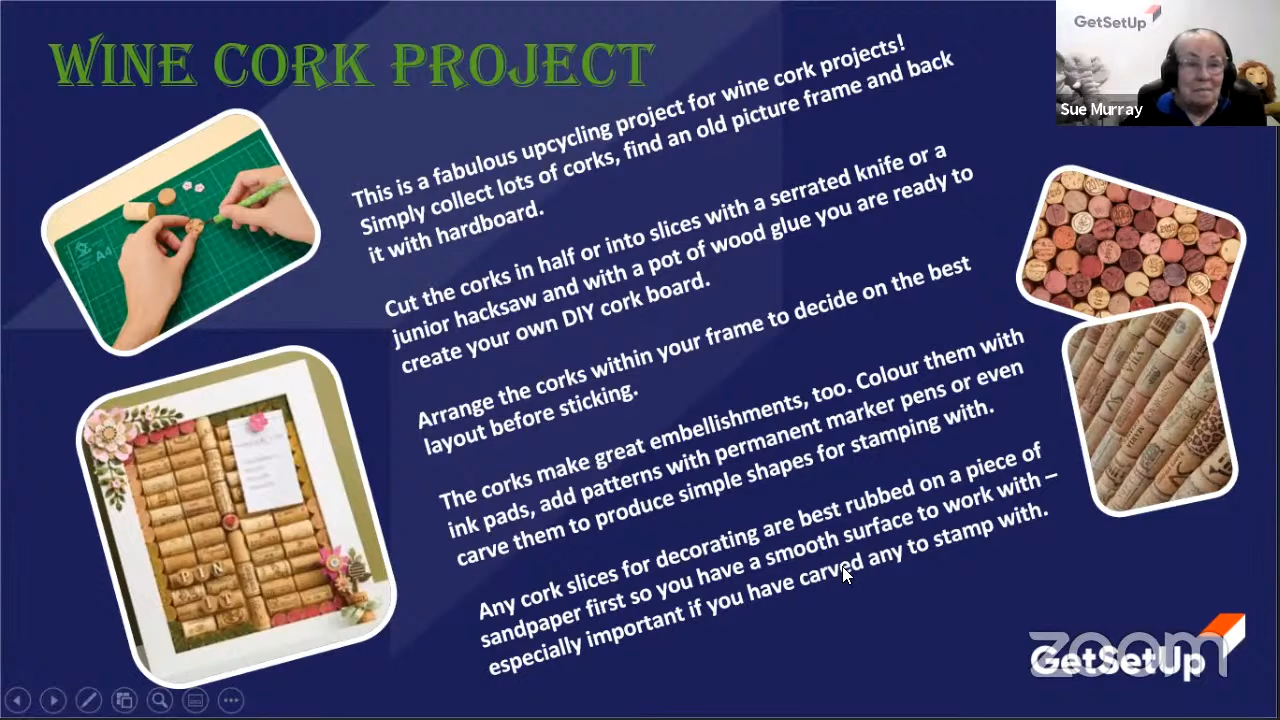 WINE CORK PROJECT
GetSetUp
Sue Murray
This is a fabulous upcycling project for wine cork projects!
Simply collect lots of corks, find an old picture frame and back
it with hardboard.
Cut the corks in half or into slices with a serrated knife or a
junior hacksaw and with a pot of wood glue you are ready to
create your own DIY cork board.
Arrange the corks within your frame to decide on the best
layout before sticking.
The corks make great embellishments, too. Colour them with
ink pads, add patterns with permanent marker pens or even
carve them to produce simple shapes for stamping with.
Any cork slices for decorating are best rubbed on a piece of
sandpaper first so you have a smooth surface to work with –
especially important if you have carved any to stamp with.
A4
PIN
IT
zoom
GetSetUp